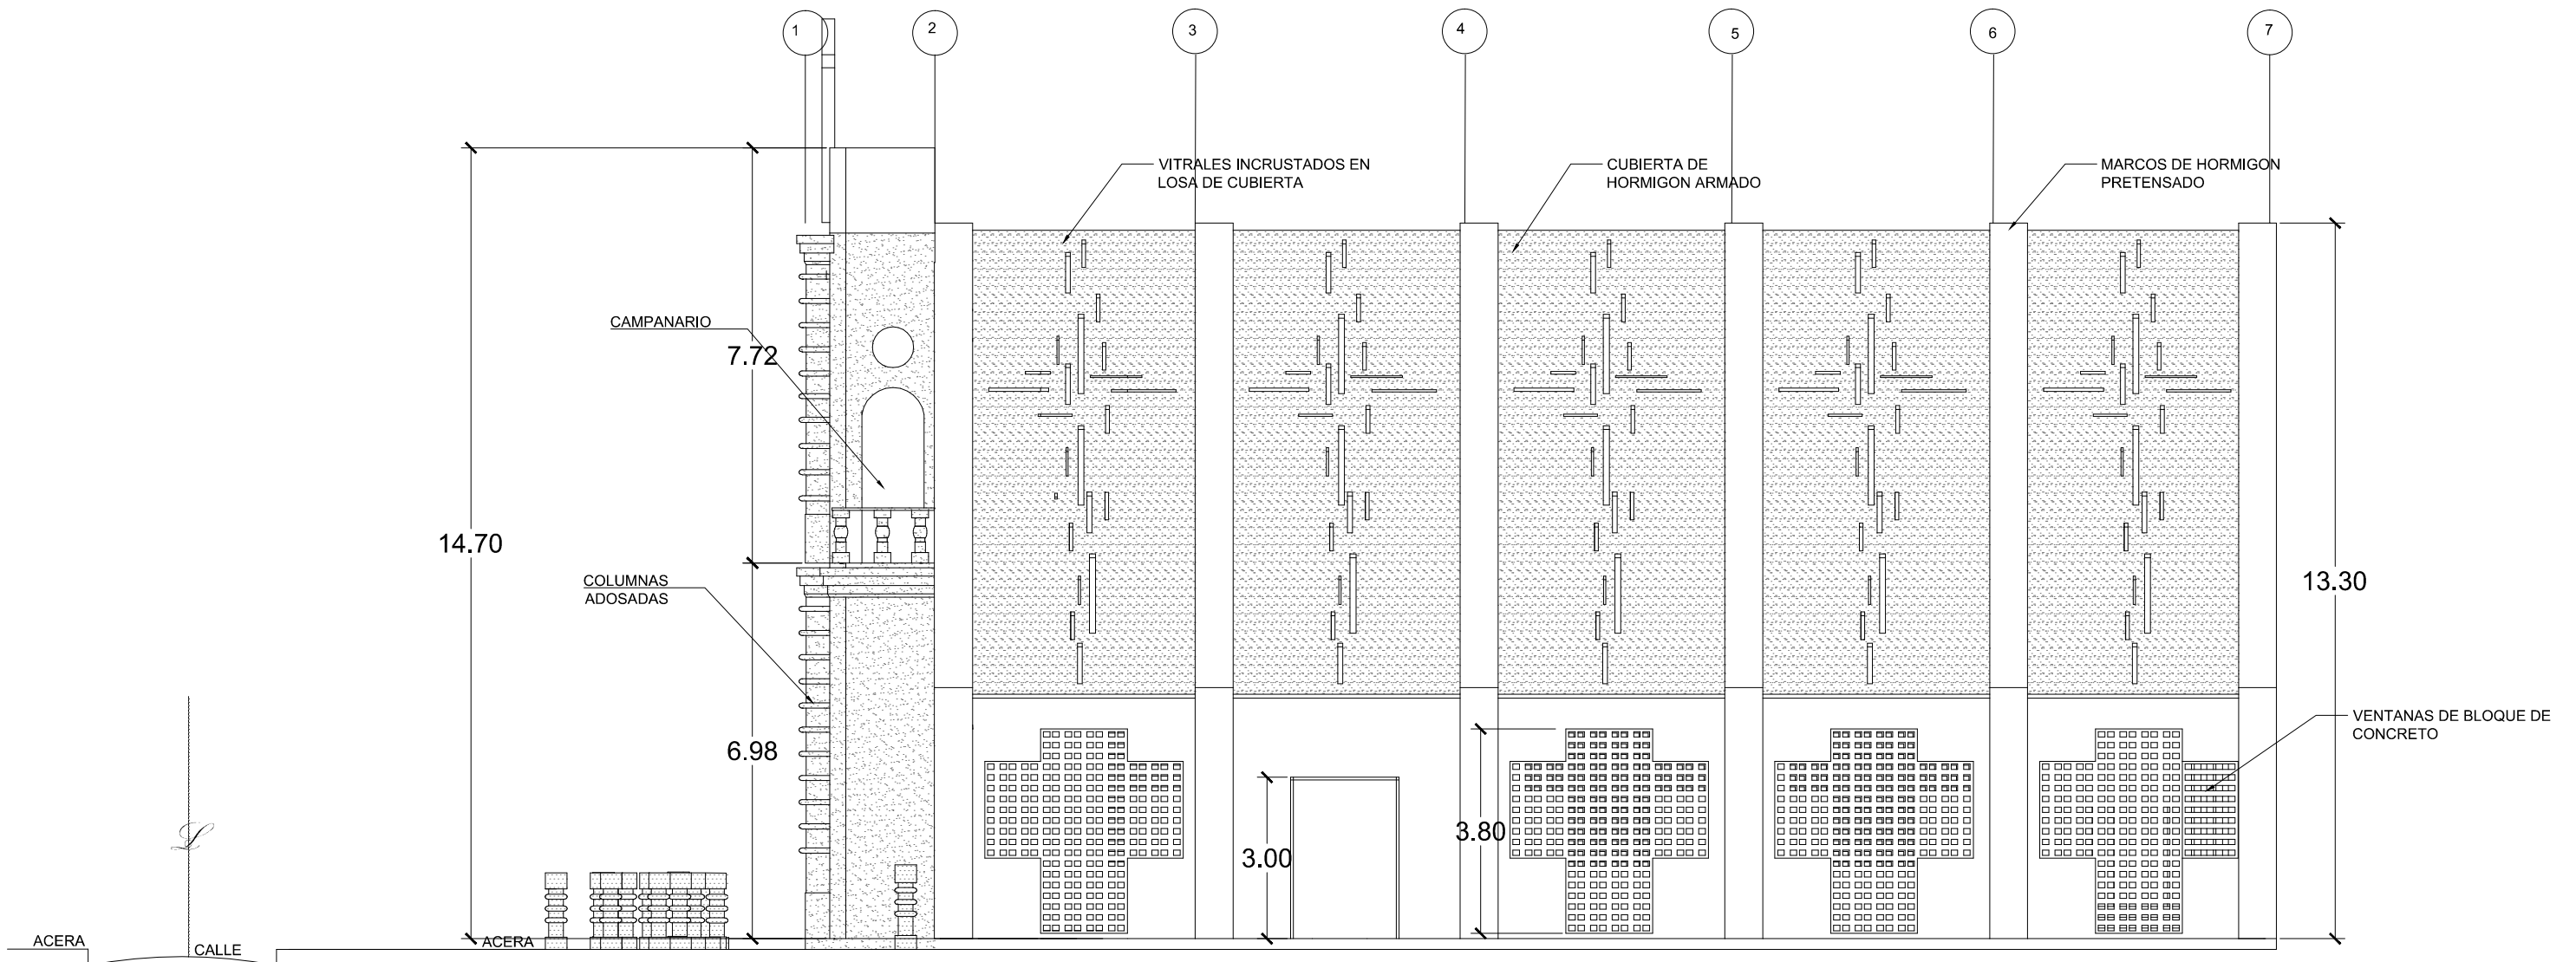 1
2
3
4
5
6
7
VITRALES INCRUSTADOS EN
LOSA DE CUBIERTA
CUBIERTA DE
HORMIGON ARMADO
MARCOS DE HORMIGON
PRETENSADO
CAMPANARIO
7.72
14.70
COLUMNAS
ADOSADAS
13.30
6.98
VENTANAS DE BLOQUE DE
CONCRETO
3.80
3.00
ℒ
ACERA
CALLE
ACERA